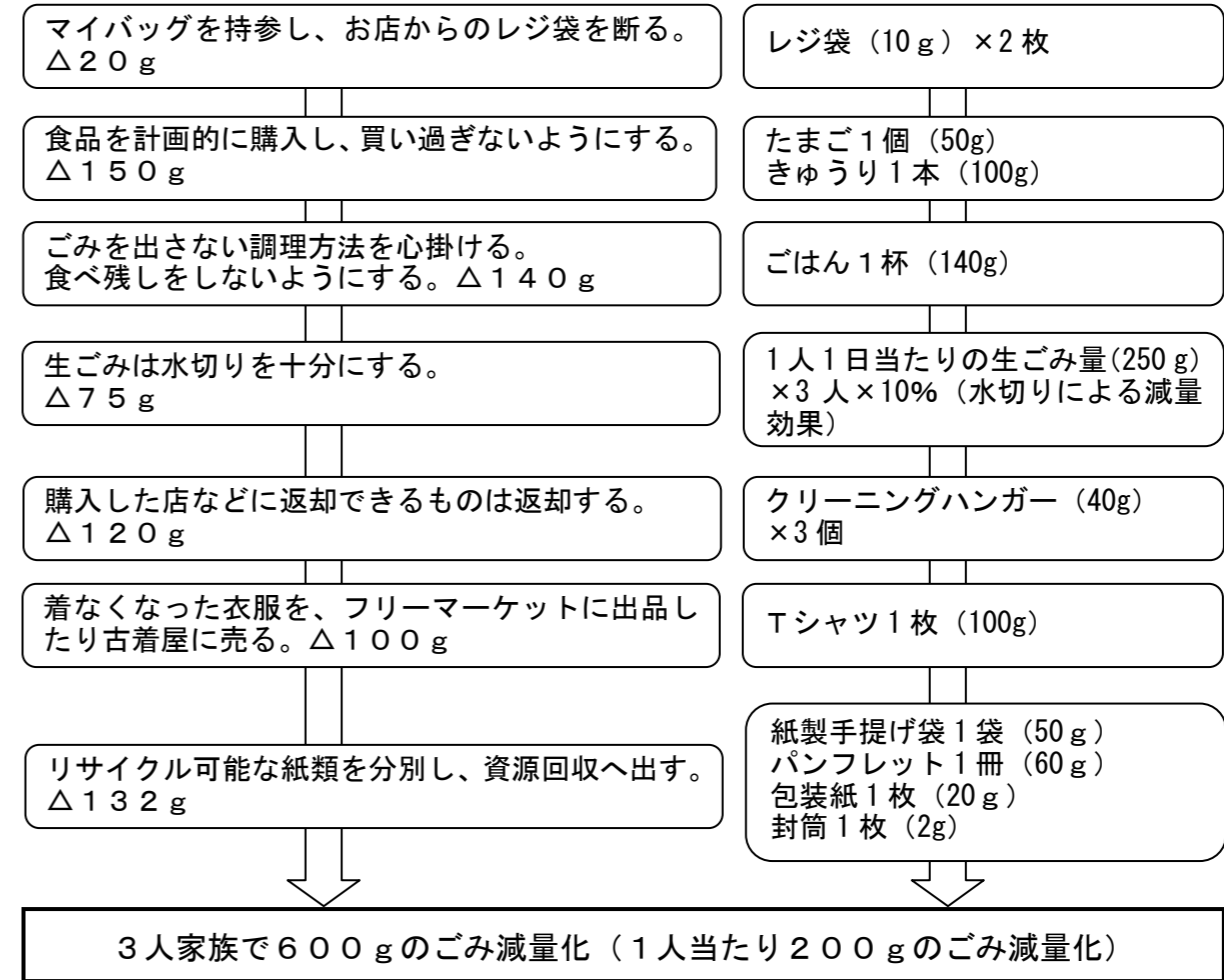 マイバッグを持参し、お店からのレジ袋を断る。
△２０ｇ
レジ袋（10ｇ）×2枚
食品を計画的に購入し、買い過ぎないようにする。
△１５０ｇ
たまご１個（50g）
きゅうり１本（100g）
ごみを出さない調理方法を心掛ける。
食べ残しをしないようにする。△１４０ｇ
ごはん１杯（140g）
生ごみは水切りを十分にする。
△７５ｇ
１人１日当たりの生ごみ量(250ｇ)
×3 人×10%（水切りによる減量
効果）
購入した店などに返却できるものは返却する。
△１２０ｇ
クリーニングハンガー（40g）
×3個
着なくなった衣服を、フリーマーケットに出品し
たり古着屋に売る。△１００ｇ
Ｔシャツ１枚（100g）
リサイクル可能な紙類を分別し、資源回収へ出す。
△１３２ｇ
紙製手提げ袋１袋（50ｇ）
パンフレット１冊（60ｇ）
包装紙１枚（20ｇ）
封筒１枚（2g）
３人家族で６００ｇのごみ減量化（１人当たり２００ｇのごみ減量化）